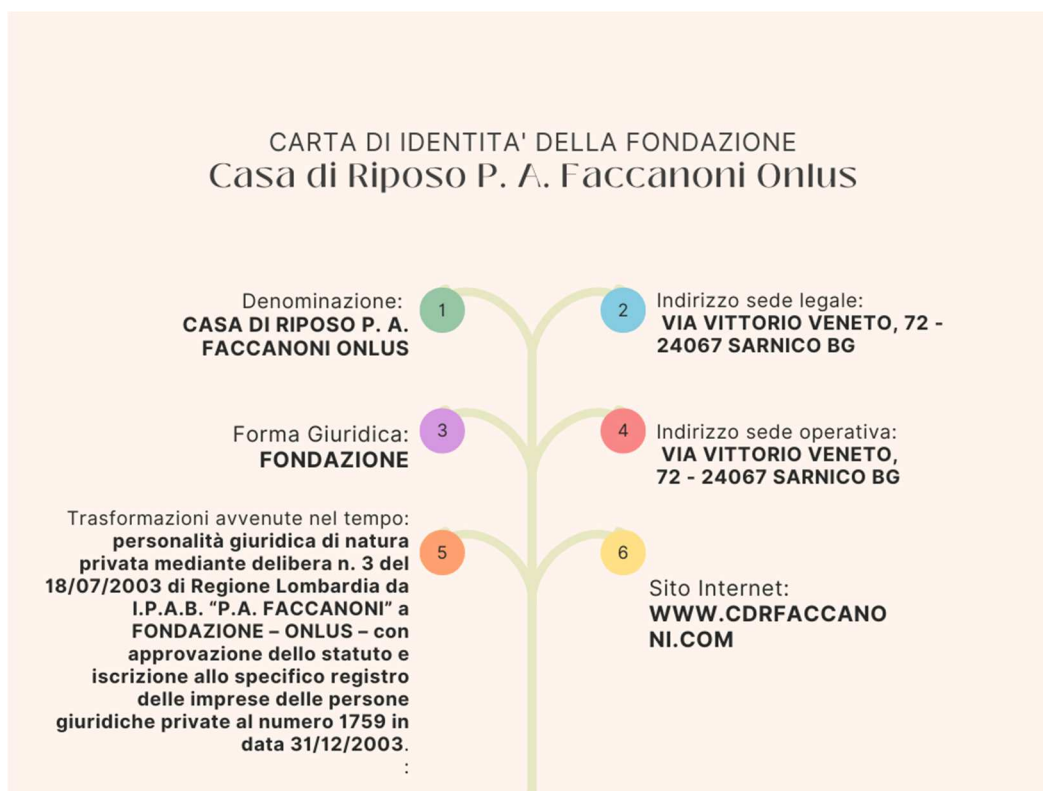 CARTA DI IDENTITA' DELLA FONDAZIONE
Casa di Riposo P. A. Faccanoni Onlus
1
Denominazione:
CASA DI RIPOSO P. A.
FACCANONI ONLUS
2
Indirizzo sede legale:
VIA VITTORIO VENETO, 72 -
24067 SARNICO BG
3
Forma Giuridica:
FONDAZIONE
4
Indirizzo sede operativa:
VIA VITTORIO VENETO,
72 - 24067 SARNICO BG
5
Trasformazioni avvenute nel tempo:
personalità giuridica di natura
privata mediante delibera n. 3 del
18/07/2003 di Regione Lombardia da
I.P.A.B. “P.A. FACCANONI” a
FONDAZIONE – ONLUS – con
approvazione dello statuto e
iscrizione allo specifico registro
delle imprese delle persone
giuridiche private al numero 1759 in
data 31/12/2003.
:
6
Sito Internet:
WWW.CDRFACCANO
NI.COM